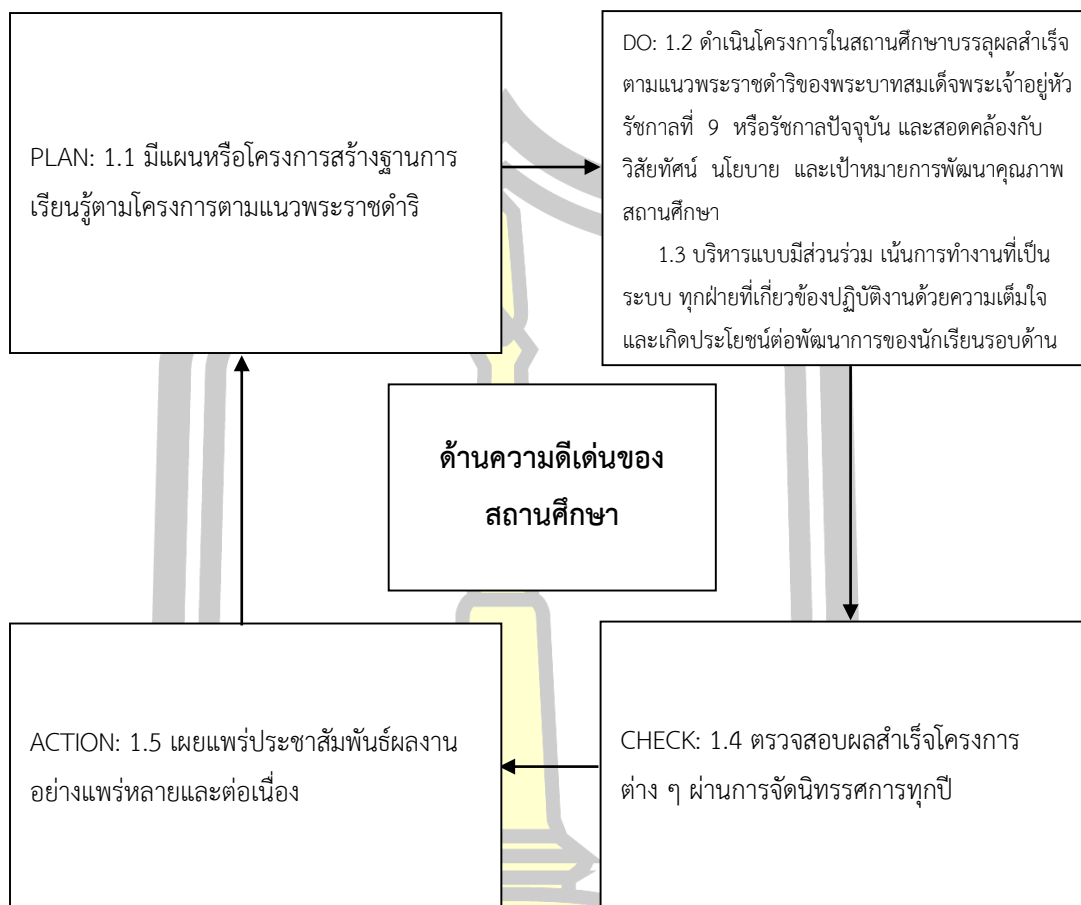 PLAN: 1.1 มีแผนหรือโครงการสร้างฐานการ
เรียนรู้ตามโครงการตามแนวพระราชดำริ
DO: 1.2 ดำเนินโครงการในสถานศึกษาบรรลุผลสำเร็จ
ตามแนวพระราชดำริของพระบาทสมเด็จพระเจ้าอยู่หัว
รัชกาลที่ 9 หรือรัชกาลปัจจุบัน และสอดคล้องกับ
วิสัยทัศน์ นโยบาย และเป้าหมายการพัฒนาคุณภาพ
สถานศึกษา
1.3 บริหารแบบมีส่วนร่วม เน้นการทำงานที่เป็น
ระบบ ทุกฝ่ายที่เกี่ยวข้องปฏิบัติงานด้วยความเต็มใจ
และเกิดประโยชน์ต่อพัฒนาการของนักเรียนรอบด้าน
ด้านความดีเด่นของ
สถานศึกษา
ACTION: 1.5 เผยแพร่ประชาสัมพันธ์ผลงาน
อย่างแพร่หลายและต่อเนื่อง
CHECK: 1.4 ตรวจสอบผลสำเร็จโครงการ
ต่าง ๆ ผ่านการจัดนิทรรศการทุกปี